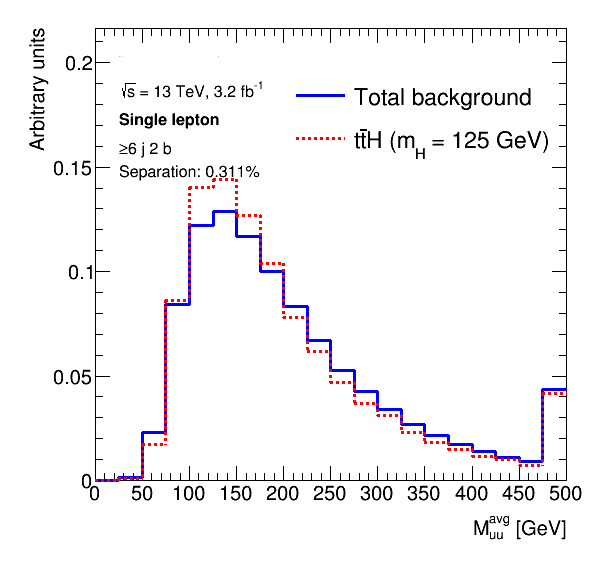 Arbitrary units
0.2
0.15
0.1
0.05
0
√s = 13 TeV, 3.2 fb⁻¹
Single lepton
≥6 j 2 b
Separation: 0.311%
Total background
tt̄H (m_H = 125 GeV)
0 50 100 150 200 250 300 350 400 450 500
M_uu^avg [GeV]